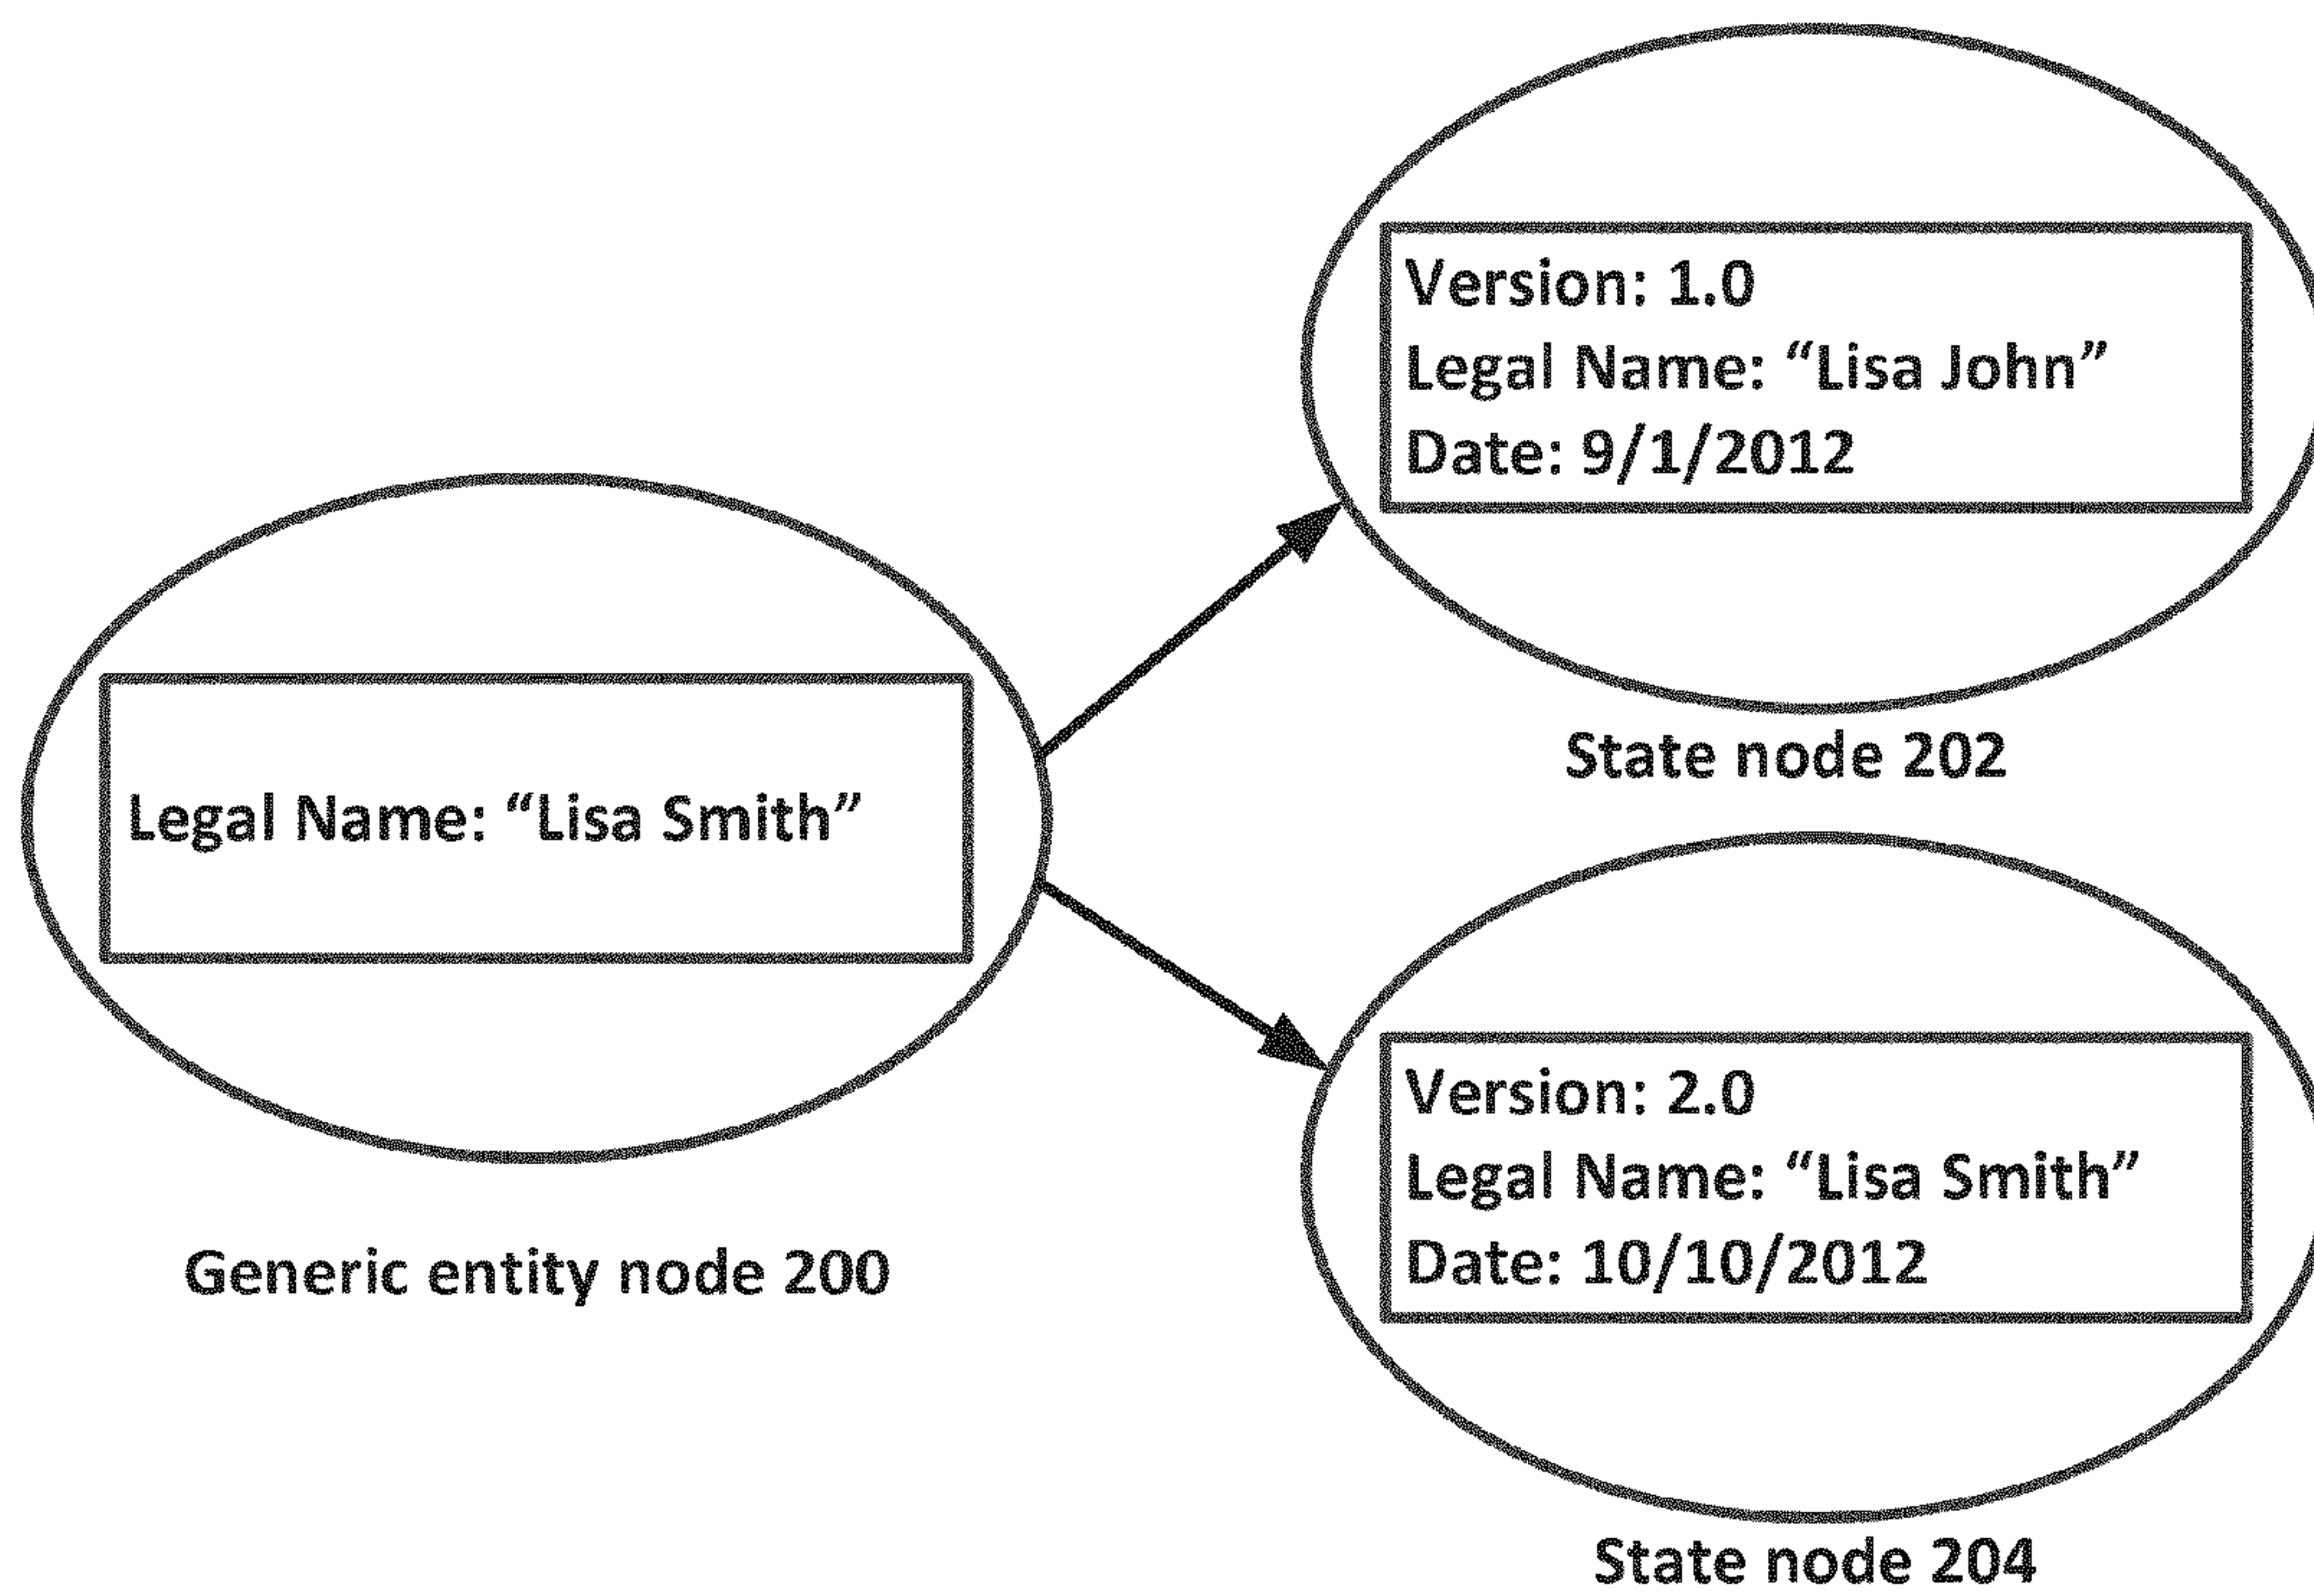 Version: 1.0
Legal Name: “Lisa John”
Date: 9/1/2012
State node 202
Legal Name: “Lisa Smith”
Generic entity node 200
Version: 2.0
Legal Name: “Lisa Smith”
Date: 10/10/2012
State node 204